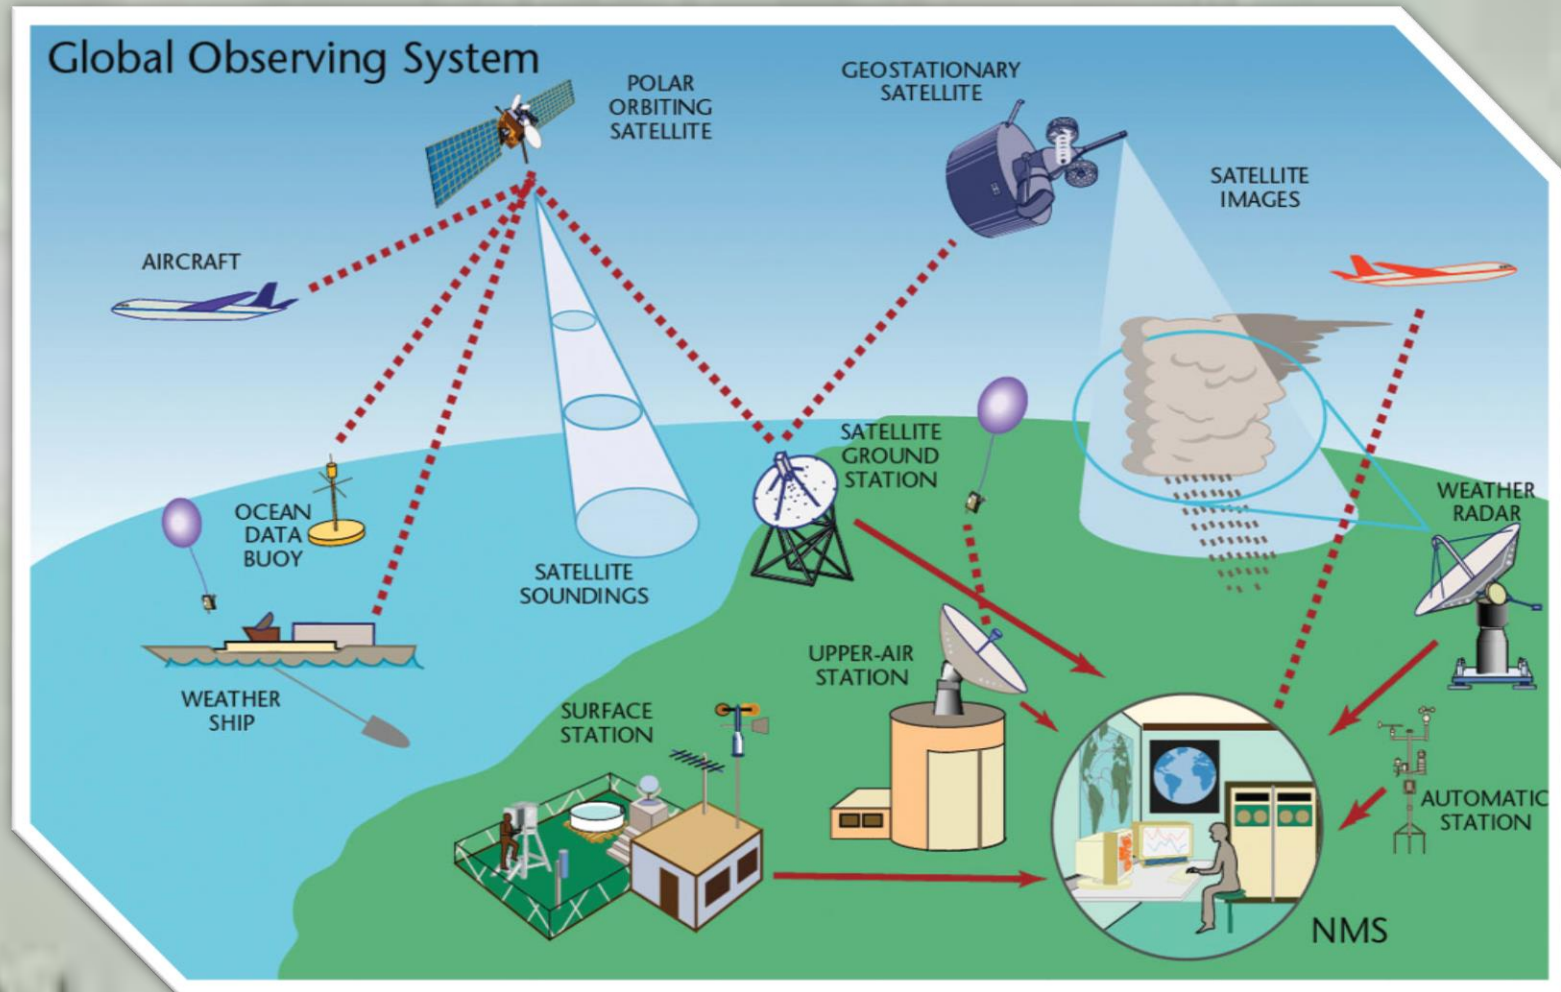 Global Observing System
POLAR
ORBITING
SATELLITE
GEOSTATIONARY
SATELLITE
SATELLITE
IMAGES
AIRCRAFT
SATELLITE
GROUND
STATION
WEATHER
RADAR
OCEAN
DATA
BUOY
SATELLITE
SOUNDINGS
UPPER-AIR
STATION
WEATHER
SHIP
SURFACE
STATION
AUTOMATIC
STATION
NMS